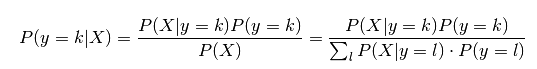 P(y = k|X) = \frac{P(X|y = k)P(y = k)}{P(X)} = \frac{P(X|y = k)P(y = k)}{\sum_l P(X|y = l) \cdot P(y = l)}